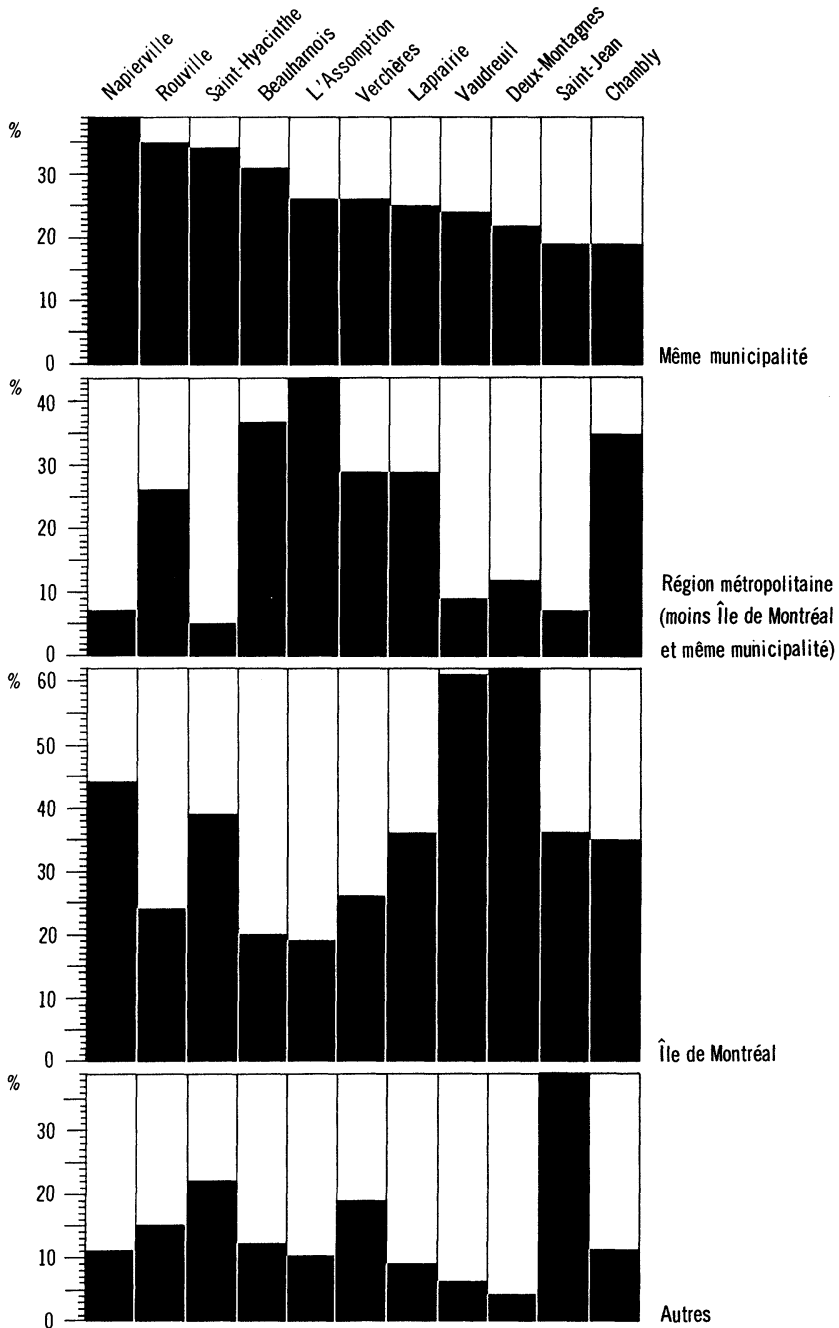 Napierville
Rouville
Saint-Hyacinthe
Beauharnois
L'Assomption
Verchères
Laprairie
Vaudreuil
Deux-Montagnes
Saint-Jean
Chambly
%
30
20
10
0
Même municipalité
%
40
30
20
10
0
Région métropolitaine
(moins Île de Montréal
et même municipalité)
%
60
50
40
30
20
10
0
Île de Montréal
%
30
20
10
0
Autres